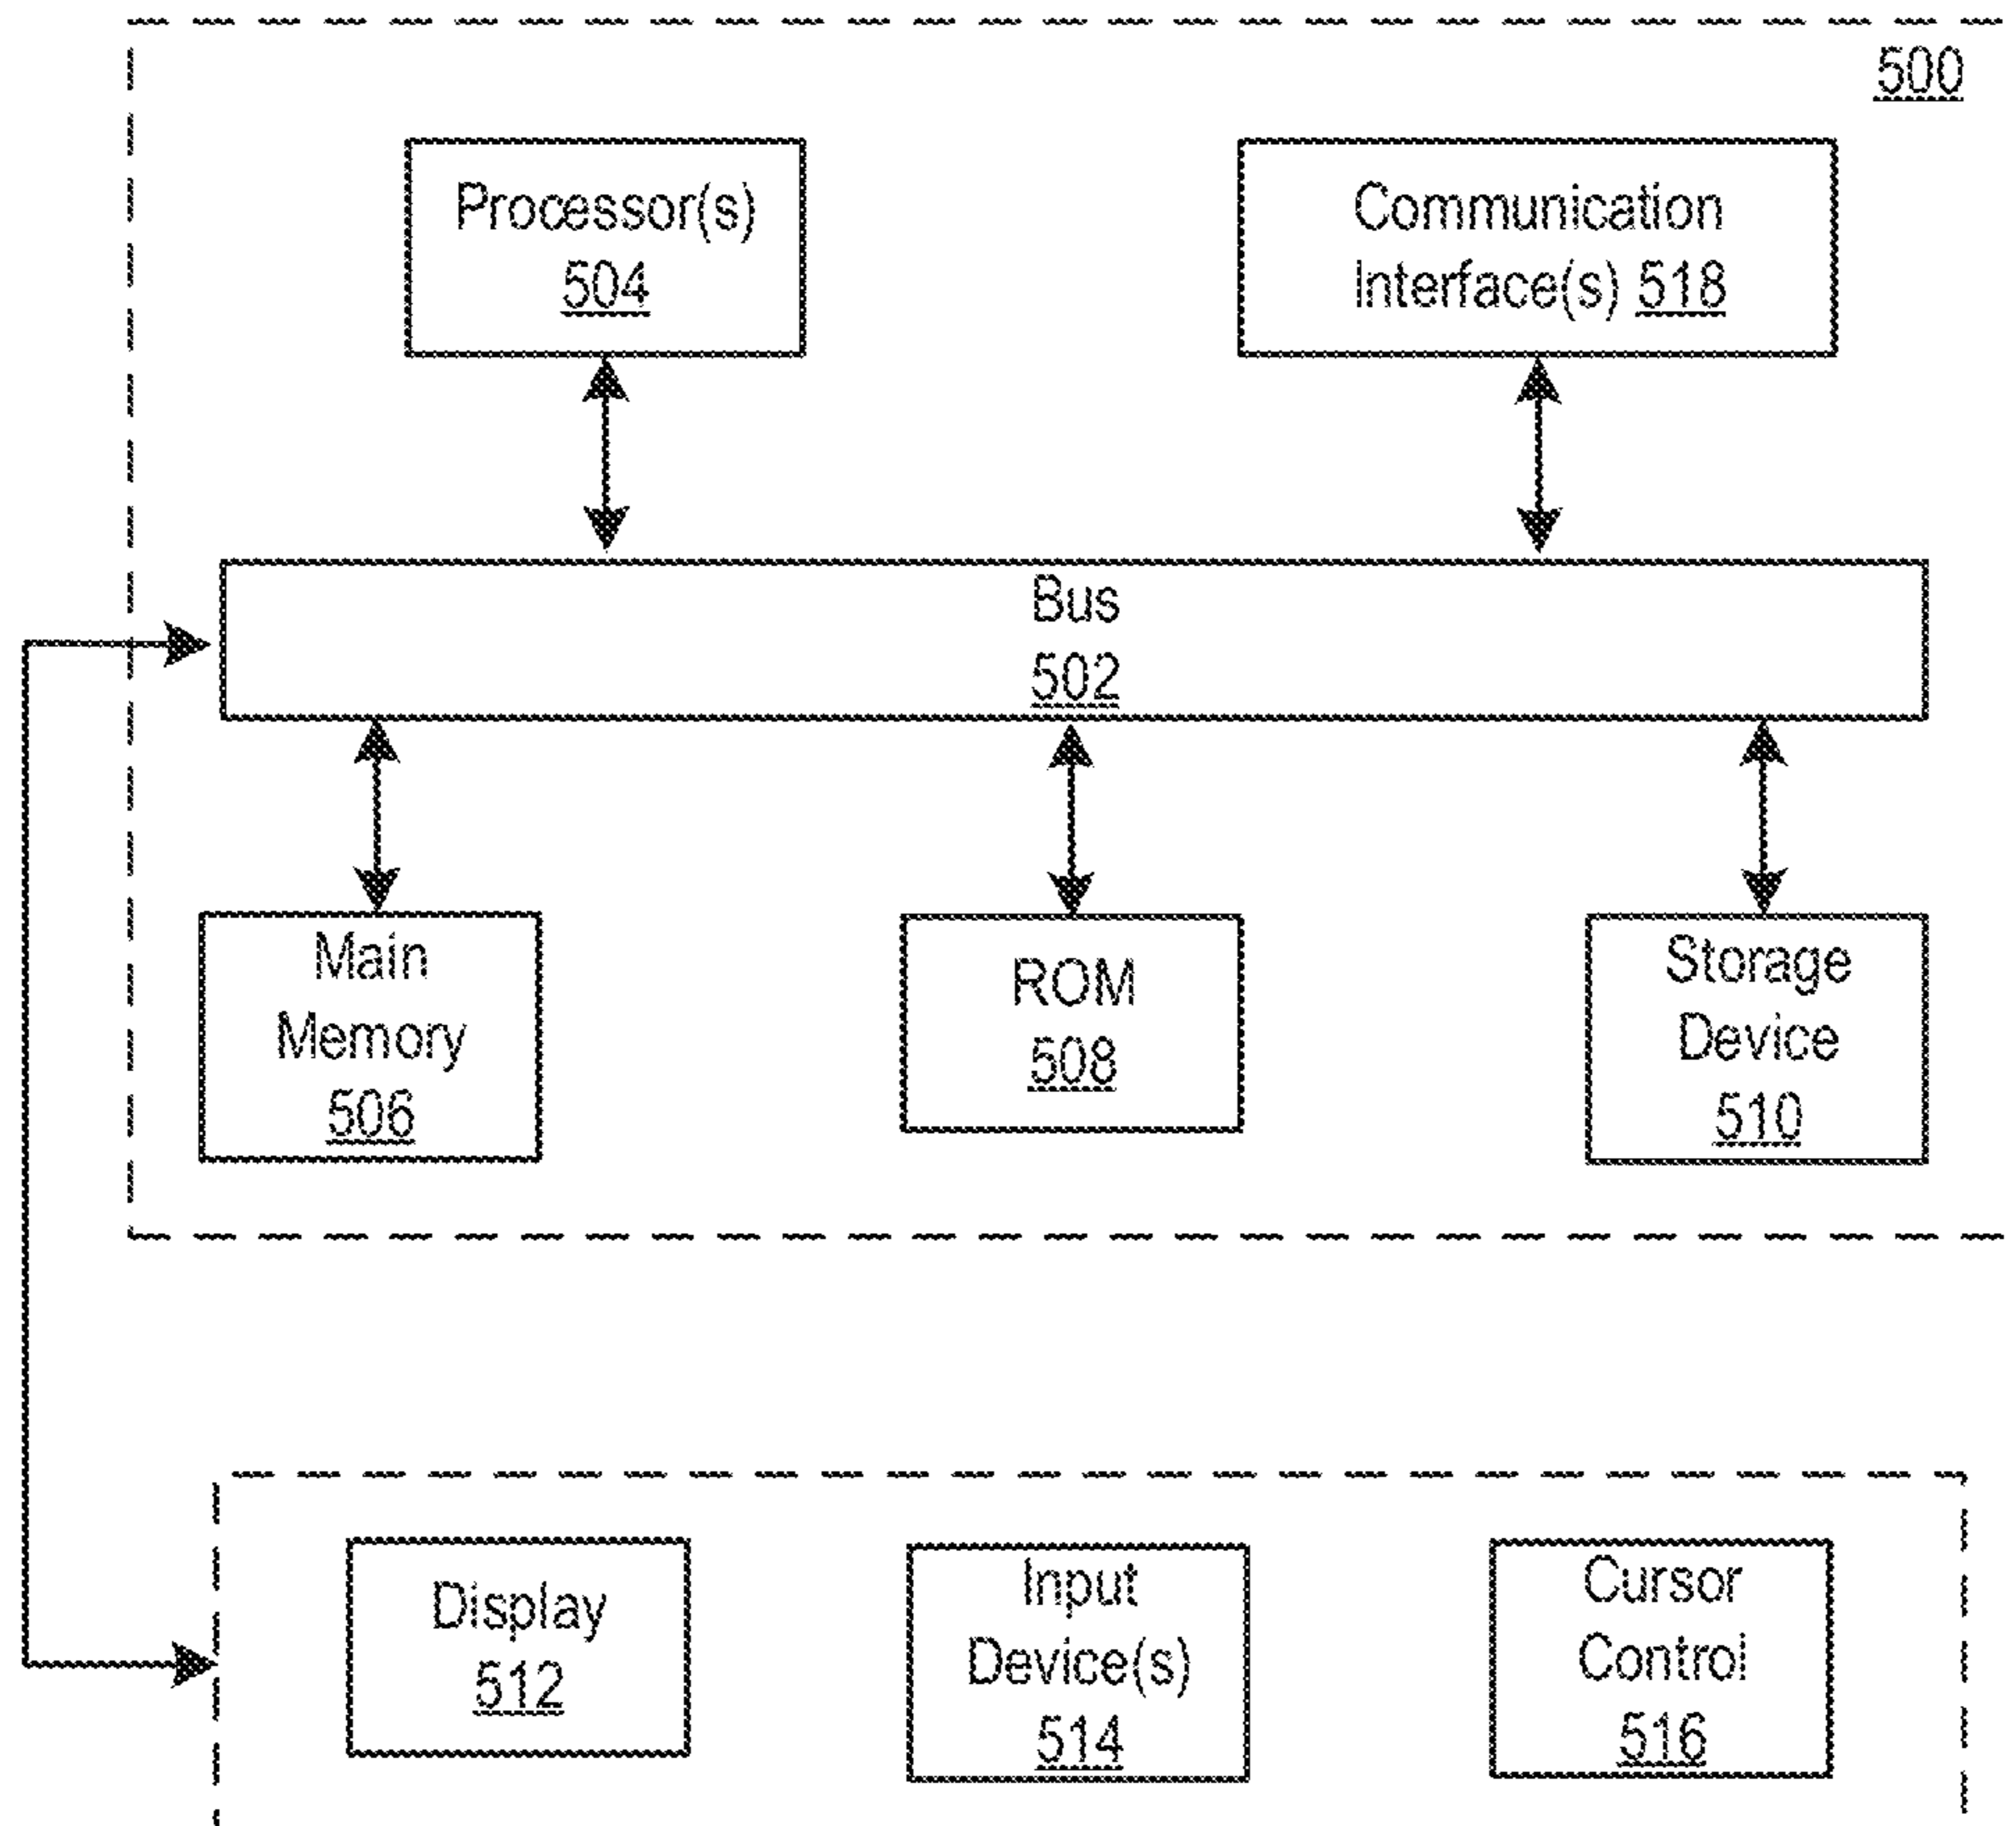 500
Processor(s)
504
Communication
Interface(s) 518
Bus
502
Main
Memory
506
ROM
508
Storage
Device
510
Display
512
Input
Device(s)
514
Cursor
Control
516